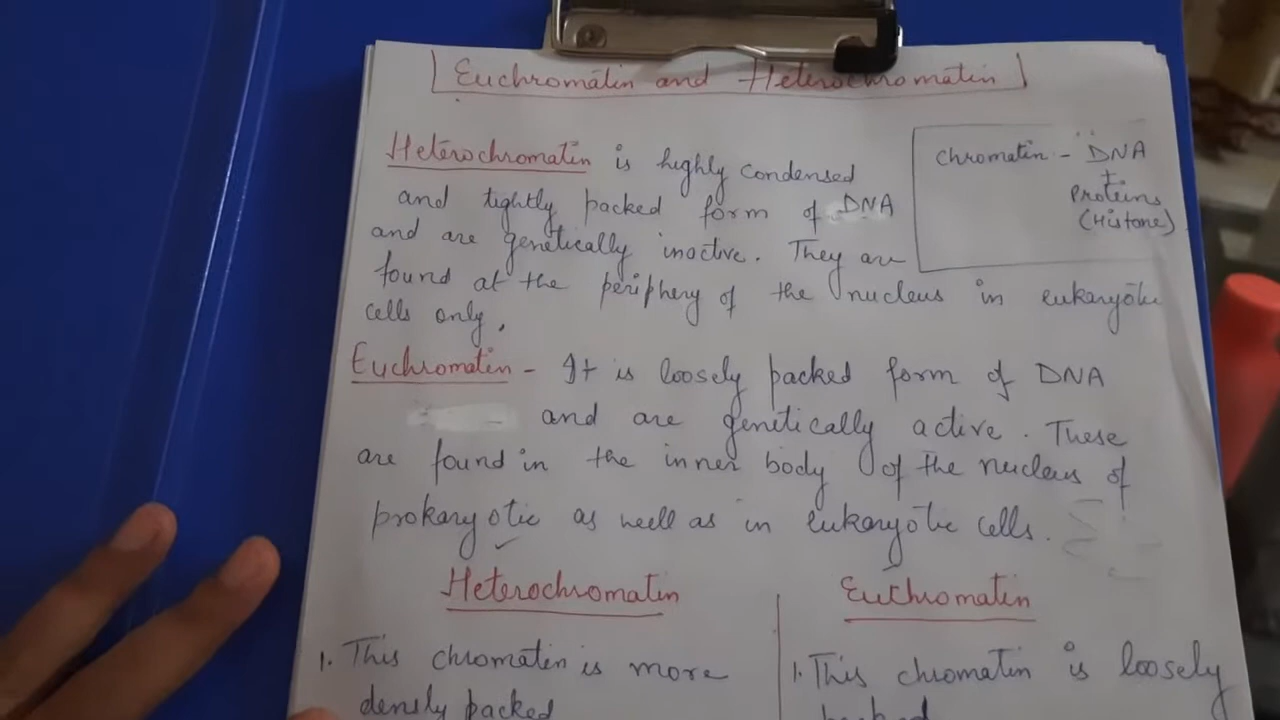 Euchromatin and Heterochromatin
Heterochromatin is highly condensed
and tightly packed form of DNA
and are genetically inactive. They are
found at the periphery of the nucleus in eukaryotic
cells only.
Chromatin - DNA
+
Proteins
(Histone)
Euchromatin - It is loosely packed form of DNA
and are genetically active. These
are found in the inner body of the nucleus of
prokaryotic as well as in eukaryotic cells.
Heterochromatin
1. This chromatin is more
densly packed
Euchromatin
1. This chromatin is loosely
packed